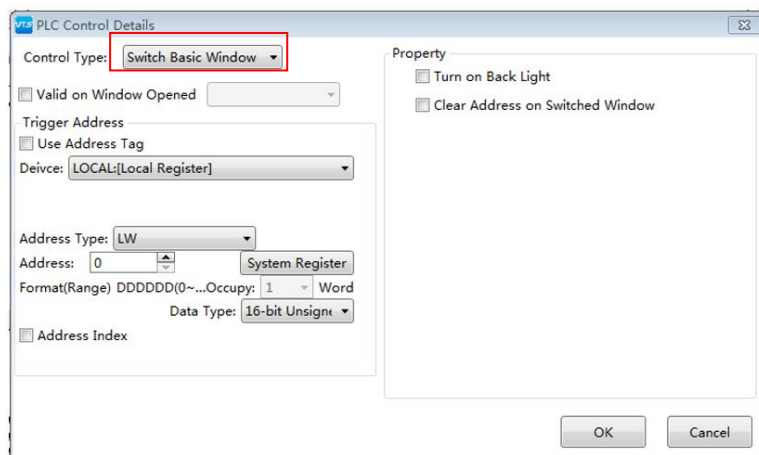 VTS PLC Control Details
Control Type: Switch Basic Window
Valid on Window Opened
Trigger Address
Use Address Tag
Deivce: LOCAL:[Local Register]
Address Type: LW
Address: 0 System Register
Format(Range) DDDDDD(0~...Occupy: 1 Word
Data Type: 16-bit Unsigne
Address Index
Property
Turn on Back Light
Clear Address on Switched Window
OK Cancel